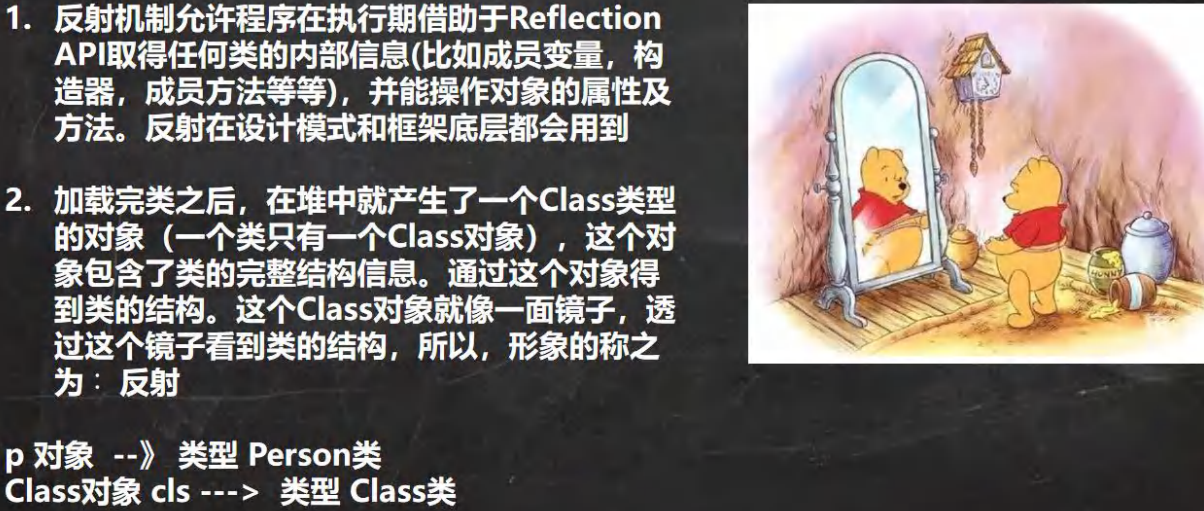 1. 反射机制允许程序在执行期借助于Reflection
API取得任何类的内部信息(比如成员变量，构
造器，成员方法等等)，并能操作对象的属性及
方法。反射在设计模式和框架底层都会用到
2. 加载完类之后，在堆中就产生了一个Class类型
的对象（一个类只有一个Class对象），这个对
象包含了类的完整结构信息。通过这个对象得
到类的结构。这个Class对象就像一面镜子，透
过这个镜子看到类的结构，所以，形象的称之
为：反射
p 对象 --》 类型 Person类
Class对象 cls ---> 类型 Class类
HUNNY